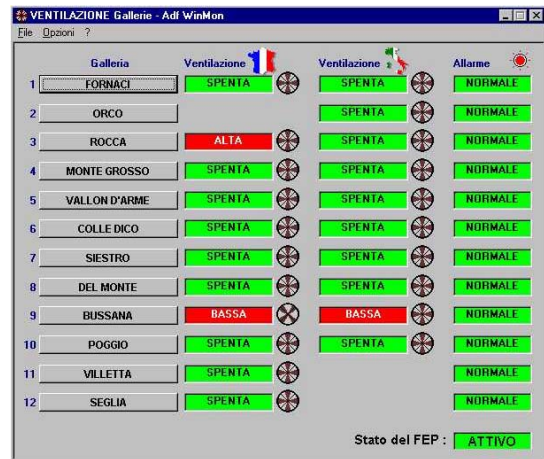 VENTILAZIONE Gallerie - Adf WinMon
File Opzioni ?
Galleria Ventilazione Ventilazione Allarme
1 FORNACI SPENTA SPENTA NORMALE
2 ORCO SPENTA NORMALE
3 ROCCA ALTA SPENTA NORMALE
4 MONTE GROSSO SPENTA SPENTA NORMALE
5 VALLON D'ARME SPENTA SPENTA NORMALE
6 COLLE DICO SPENTA SPENTA NORMALE
7 SIESTRO SPENTA SPENTA NORMALE
8 DEL MONTE SPENTA SPENTA NORMALE
9 BUSSANA BASSA BASSA NORMALE
10 POGGIO SPENTA SPENTA NORMALE
11 VILLETTA SPENTA NORMALE
12 SEGLIA SPENTA NORMALE
Stato del FEP : ATTIVO